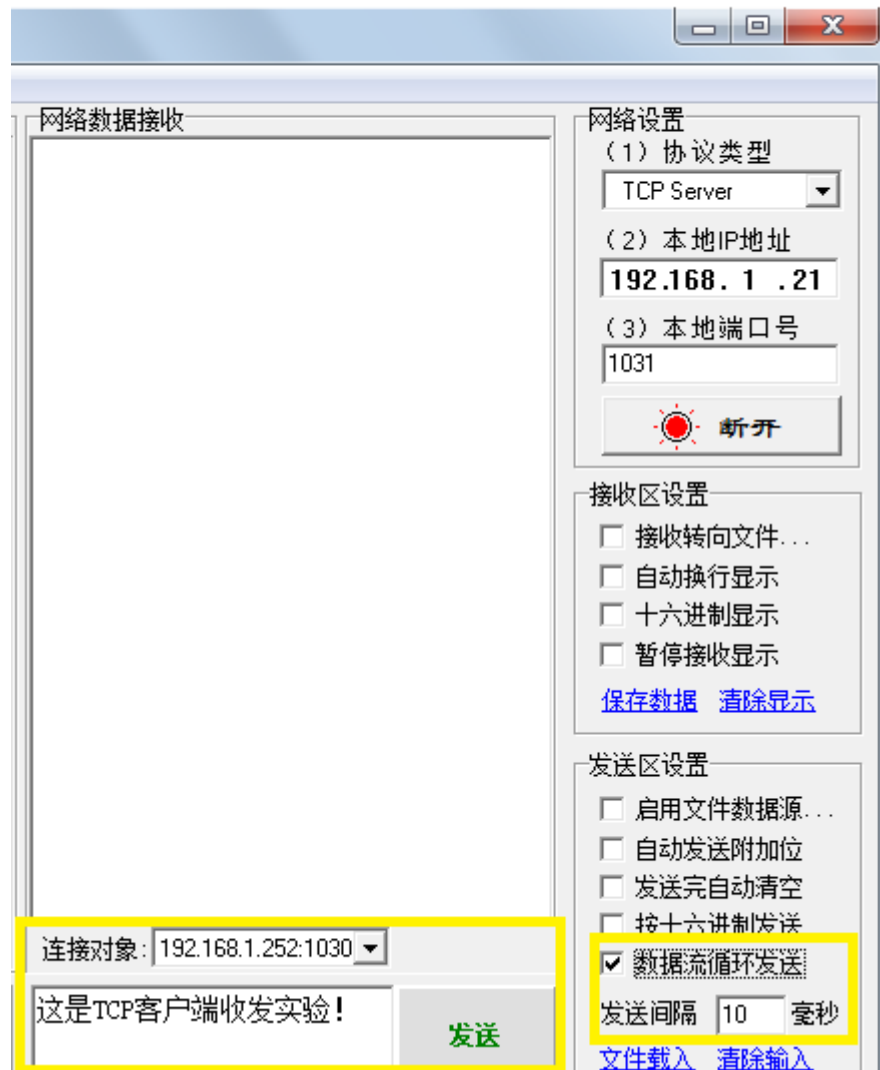 网络数据接收
网络设置
（1）协议类型
TCP Server
（2）本地IP地址
192.168. 1 .21
（3）本地端口号
1031
断开
接收区设置
接收转向文件...
自动换行显示
十六进制显示
暂停接收显示
保存数据 清除显示
发送区设置
启用文件数据源...
自动发送附加位
发送完自动清空
按十六进制发送
数据流循环发送
发送间隔 10 毫秒
文件载入 清除输入
连接对象: 192.168.1.252:1030
这是TCP客户端收发实验!
发送